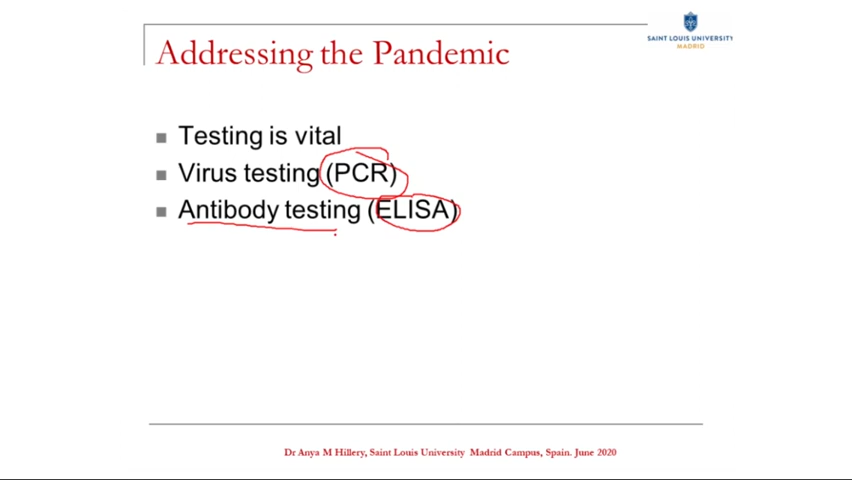 SAINT LOUIS UNIVERSITY
MADRID
Addressing the Pandemic
Testing is vital
Virus testing (PCR)
Antibody testing (ELISA)
Dr Anya M Hillery, Saint Louis University Madrid Campus, Spain. June 2020